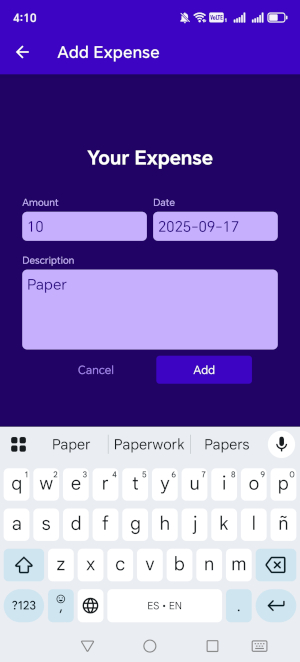 4:10
VoLTE
Add Expense
Your Expense
Amount
Date
10
2025-09-17
Description
Paper
Cancel
Add
Paper
Paperwork
Papers
q1 w2 e3 r4 t5 y6 u7 i8 o9 p0
a s d f g h j k l ñ
z x c v b n m
?123
,
ES • EN
.